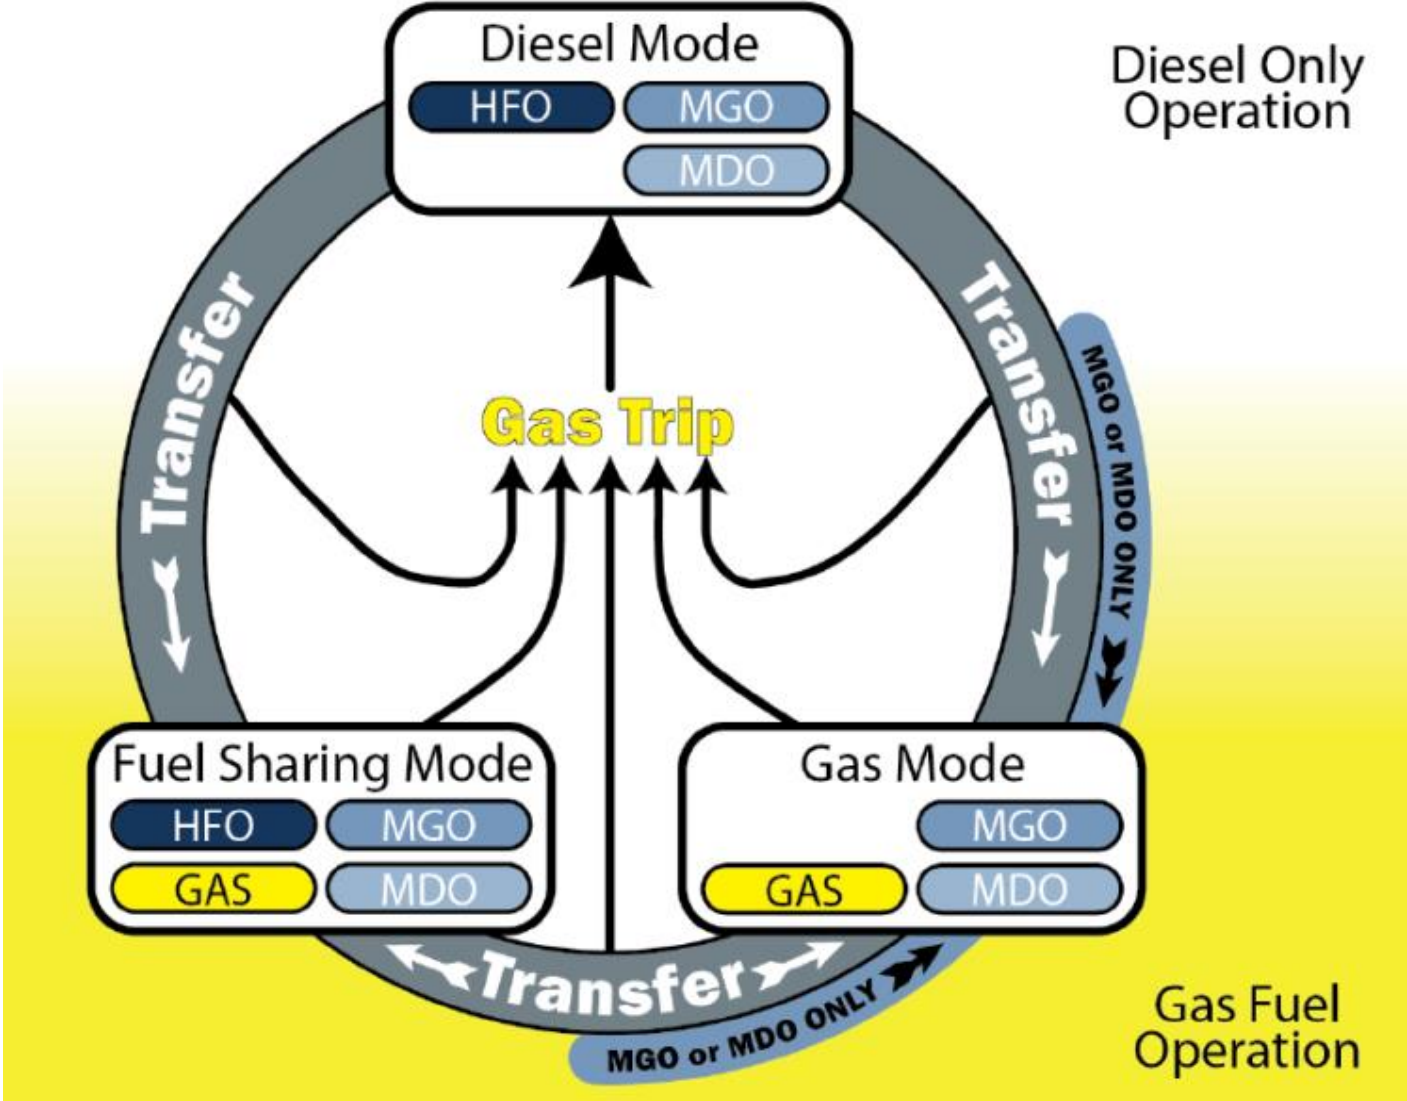 Diesel Mode
HFO MGO
MDO
Diesel Only
Operation
Transfer
Transfer
MGO or MDO ONLY
Gas Trip
Fuel Sharing Mode
HFO MGO
GAS MDO
Gas Mode
MGO
GAS MDO
Transfer
MGO or MDO ONLY
Gas Fuel
Operation